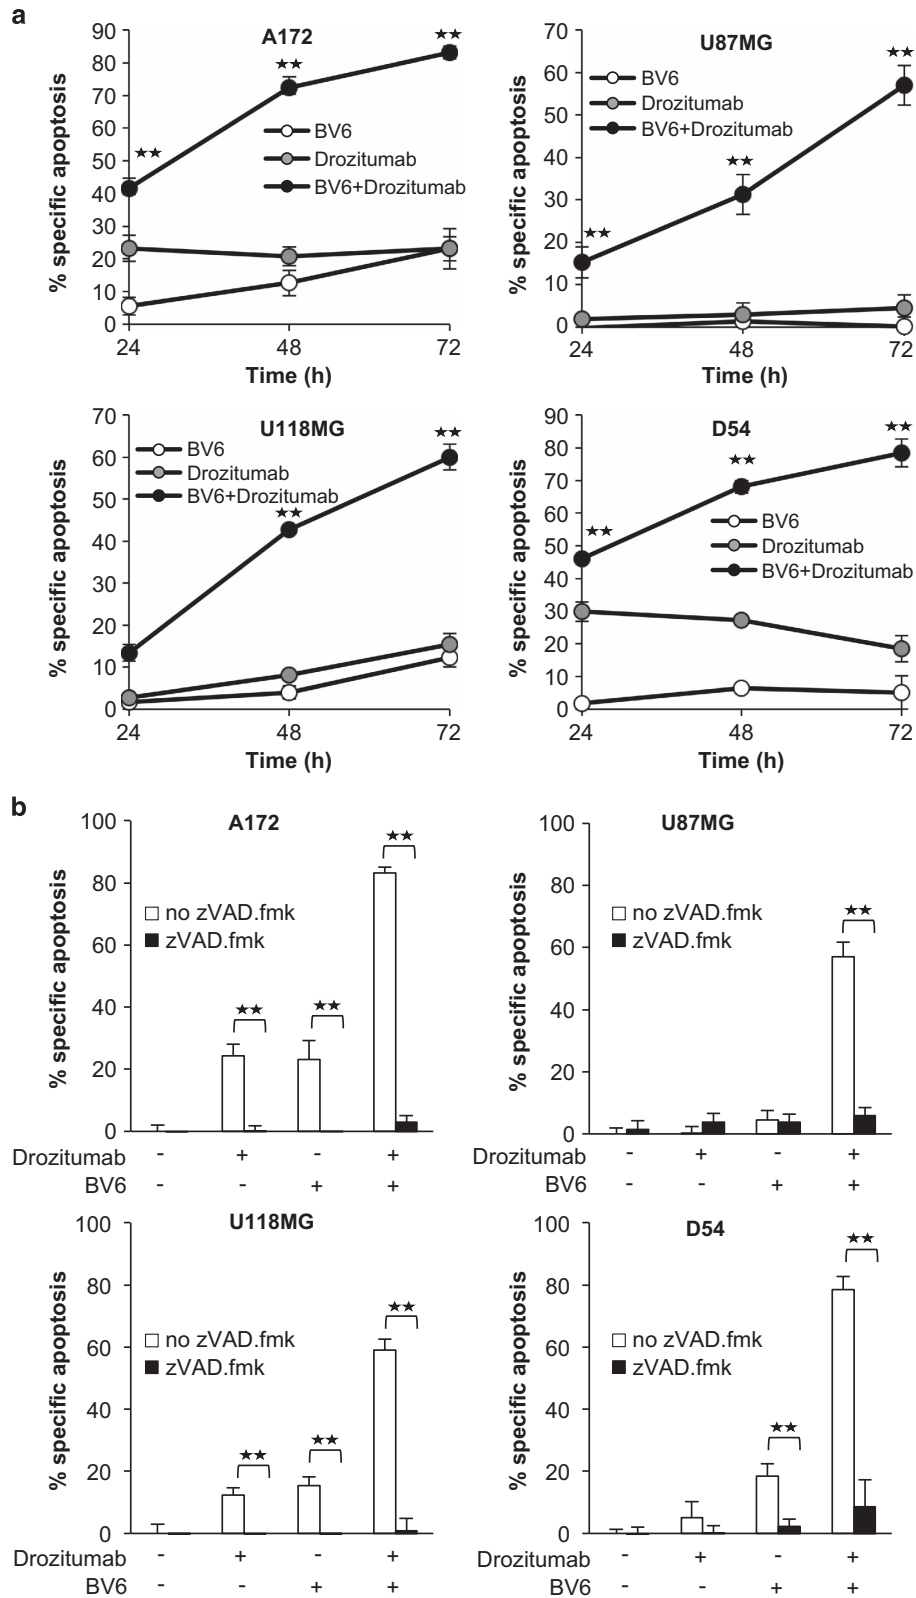 a
A172
% specific apoptosis
90
80
70
60
50
40
30
20
10
0
★★
★★
★★
BV6
Drozitumab
BV6+Drozitumab
24 48 72
Time (h)
U87MG
% specific apoptosis
70
60
50
40
30
20
10
0
BV6
Drozitumab
BV6+Drozitumab
★★
★★
★★
24 48 72
Time (h)
U118MG
% specific apoptosis
70
60
50
40
30
20
10
0
BV6
Drozitumab
BV6+Drozitumab
★★
★★
24 48 72
Time (h)
D54
% specific apoptosis
90
80
70
60
50
40
30
20
10
0
★★
★★
★★
BV6
Drozitumab
BV6+Drozitumab
24 48 72
Time (h)
b
A172
% specific apoptosis
100
80
60
40
20
0
no zVAD.fmk
zVAD.fmk
★★
★★
★★
Drozitumab - + - +
BV6 - - + +
U87MG
% specific apoptosis
100
80
60
40
20
0
no zVAD.fmk
zVAD.fmk
★★
Drozitumab - + - +
BV6 - - + +
U118MG
% specific apoptosis
100
80
60
40
20
0
no zVAD.fmk
zVAD.fmk
★★
★★
★★
Drozitumab - + - +
BV6 - - + +
D54
% specific apoptosis
100
80
60
40
20
0
no zVAD.fmk
zVAD.fmk
★★
★★
Drozitumab - + - +
BV6 - - + +